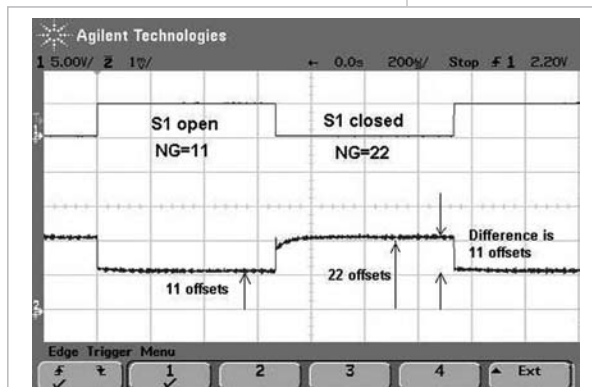 Agilent Technologies
1 5.00V/ 2 1V/ ← 0.0s 200µ/ Stop 1 2.20V
S1 open
NG=11
S1 closed
NG=22
Difference is
11 offsets
11 offsets
22 offsets
Edge Trigger Menu
1 2 3 4 Ext